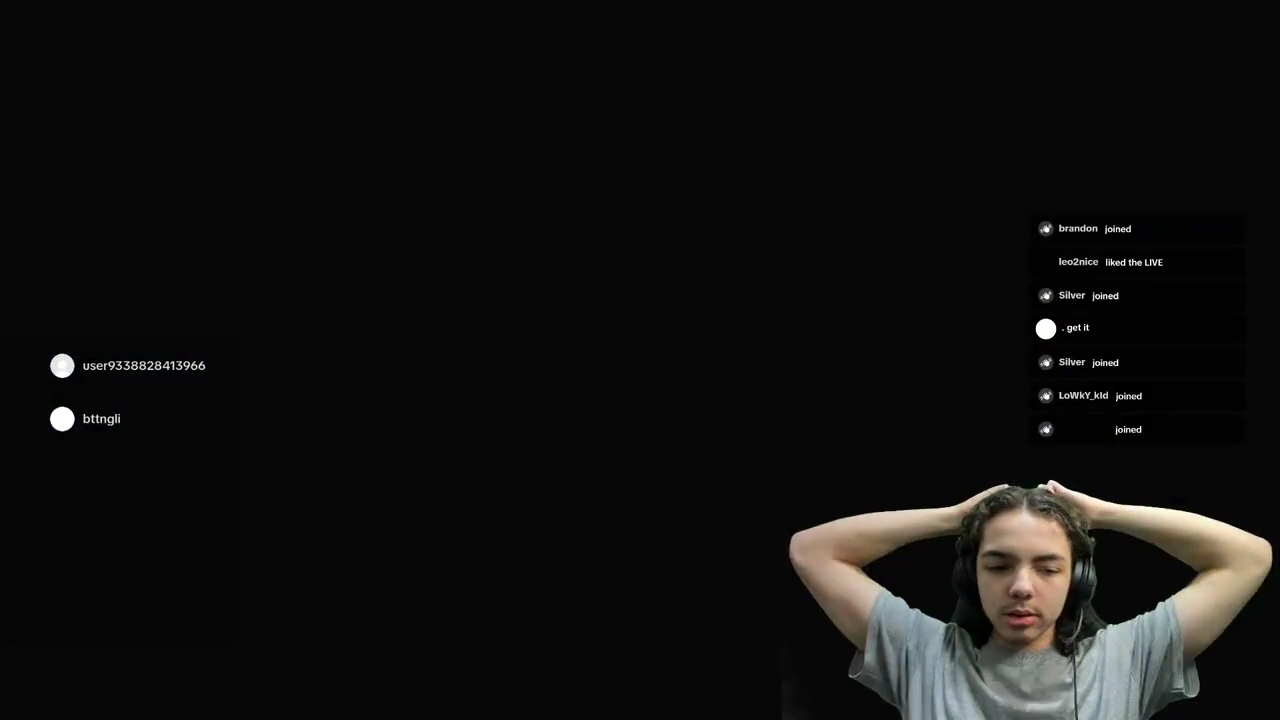 brandon joined
leo2nice liked the LIVE
Silver joined
. get it
Silver joined
LoWkY_kId joined
joined
user9338828413966
bttngli